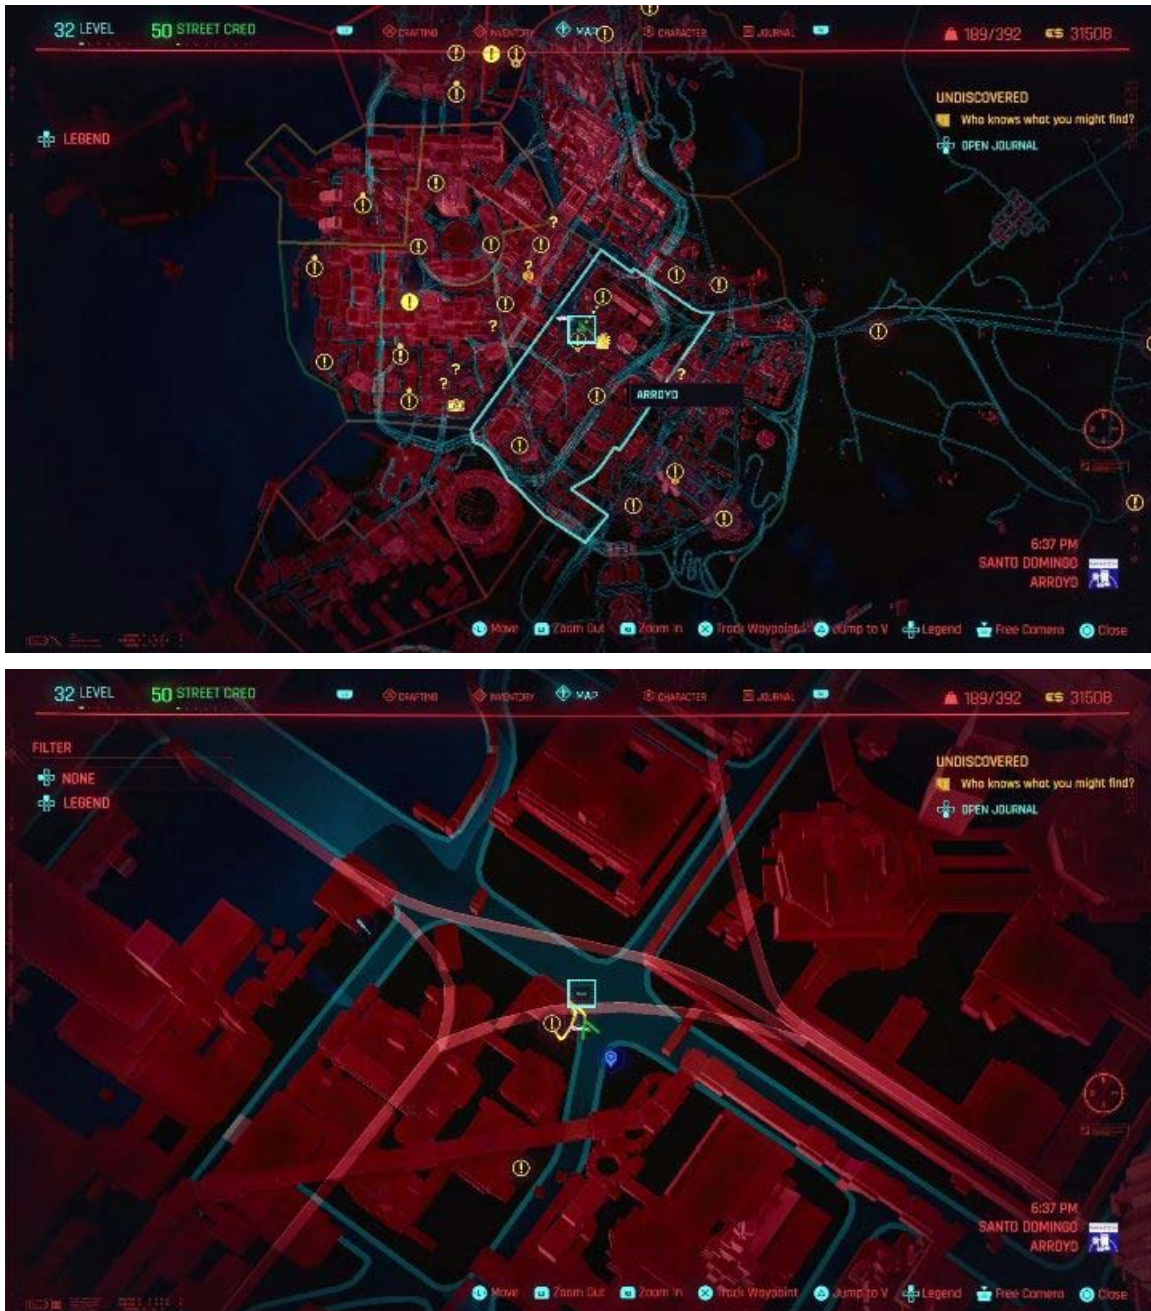 32 LEVEL
50 STREET CRED
CRAFTING
INVENTORY
MAP
CHARACTER
JOURNAL
189/392
31508
LEGEND
UNDISCOVERED
Who knows what you might find?
OPEN JOURNAL
ARROYO
6:37 PM
SANTO DOMINGO
ARROYO
Move
Zoom Out
Zoom In
Track Waypoint
Jump to V
Legend
Free Camera
Close
32 LEVEL
50 STREET CRED
CRAFTING
INVENTORY
MAP
CHARACTER
JOURNAL
189/392
31508
FILTER
NONE
LEGEND
UNDISCOVERED
Who knows what you might find?
OPEN JOURNAL
6:37 PM
SANTO DOMINGO
ARROYO
Move
Zoom Out
Zoom In
Track Waypoint
Jump to V
Legend
Free Camera
Close